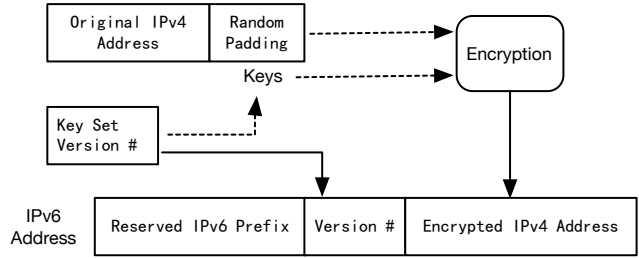 Original IPv4 Random
Address Padding
Encryption
Keys
Key Set
Version #
IPv6
Address
Reserved IPv6 Prefix Version # Encrypted IPv4 Address